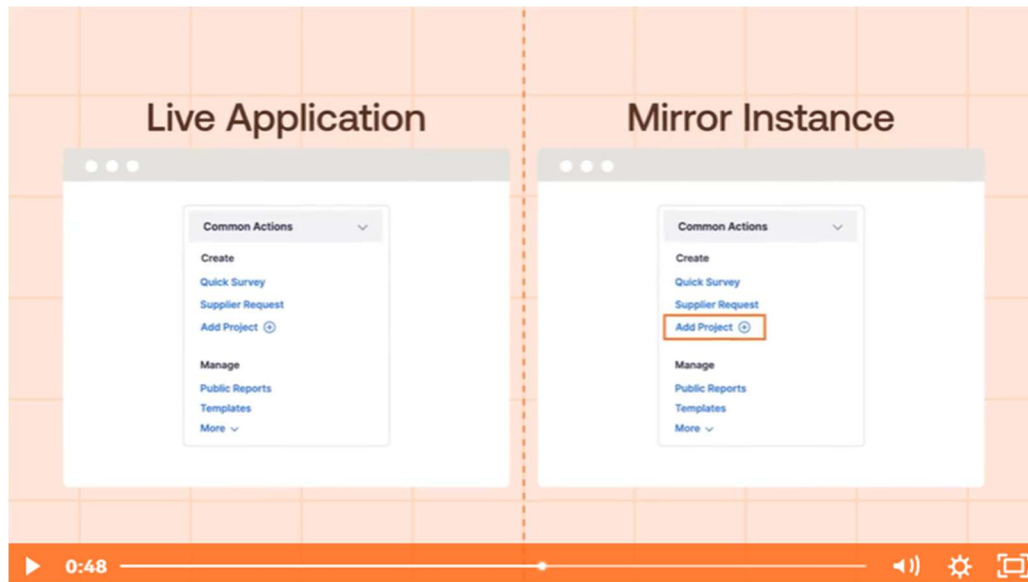 Live Application
Common Actions
Create
Quick Survey
Supplier Request
Add Project
Manage
Public Reports
Templates
More
Mirror Instance
Common Actions
Create
Quick Survey
Supplier Request
Add Project
Manage
Public Reports
Templates
More
0:48